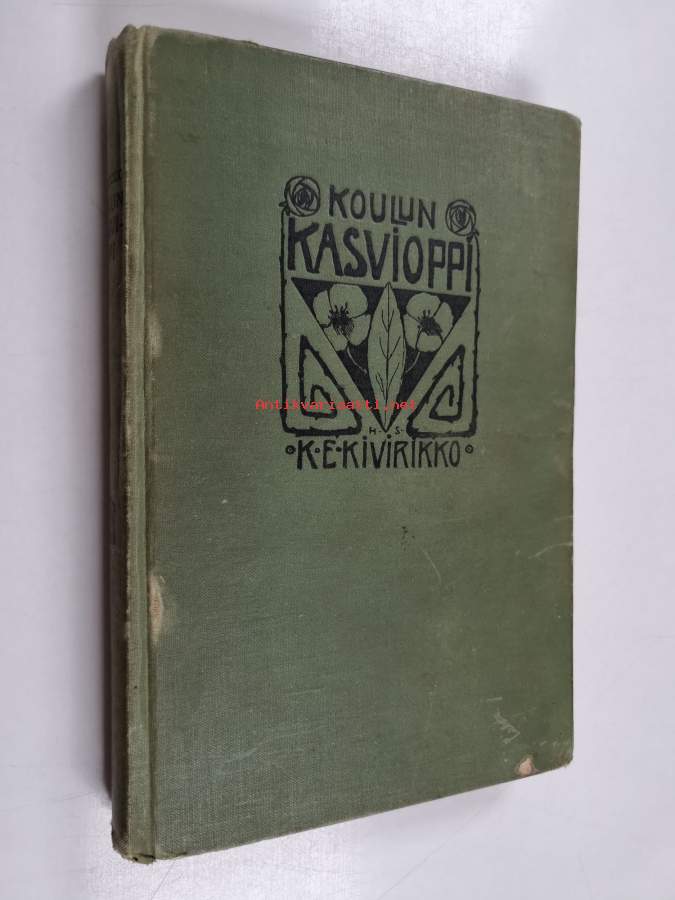 KOULUN
KASVIOPPI
Antikvariaatti.net
H. S.
K·E·KIVIRIKKO